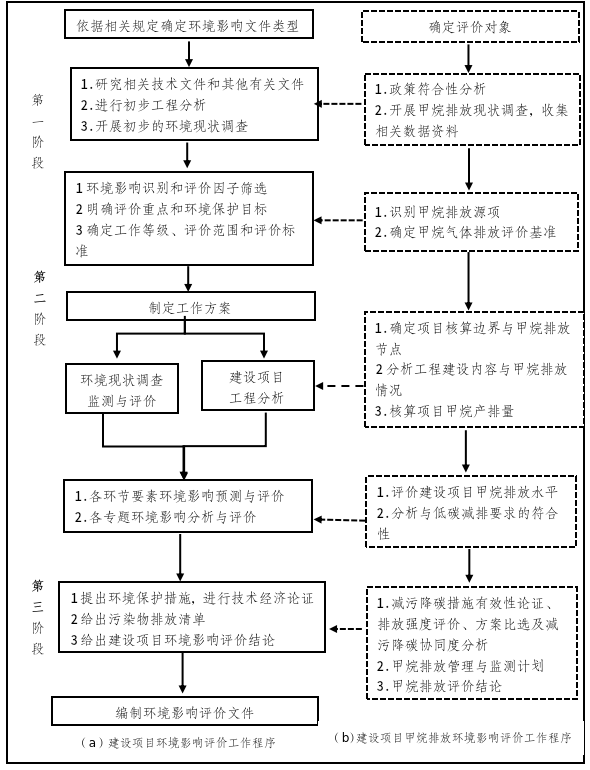 依据相关规定确定环境影响文件类型
确定评价对象
第
一
阶
段
1.研究相关技术文件和其他有关文件
2.进行初步工程分析
3.开展初步的环境现状调查
1.政策符合性分析
2.开展甲烷排放现状调查，收集
相关数据资料
1环境影响识别和评价因子筛选
2明确评价重点和环境保护目标
3确定工作等级、评价范围和评价标
准
1.识别甲烷排放源项
2.确定甲烷气体排放评价基准
第
二
阶
段
制定工作方案
环境现状调查
监测与评价
建设项目
工程分析
1.确定项目核算边界与甲烷排放
节点
2分析工程建设内容与甲烷排放
情况
3.核算项目甲烷产排量
1.各环节要素环境影响预测与评价
2.各专题环境影响分析与评价
1.评价建设项目甲烷排放水平
2.分析与低碳减排要求的符合
性
第
三
阶
段
1提出环境保护措施，进行技术经济论证
2给出污染物排放清单
3给出建设项目环境影响评价结论
1.减污降碳措施有效性论证、
排放强度评价、方案比选及减
污降碳协同度分析
2.甲烷排放管理与监测计划
3.甲烷排放评价结论
编制环境影响评价文件
（a）建设项目环境影响评价工作程序
（b)建设项目甲烷排放环境影响评价工作程序